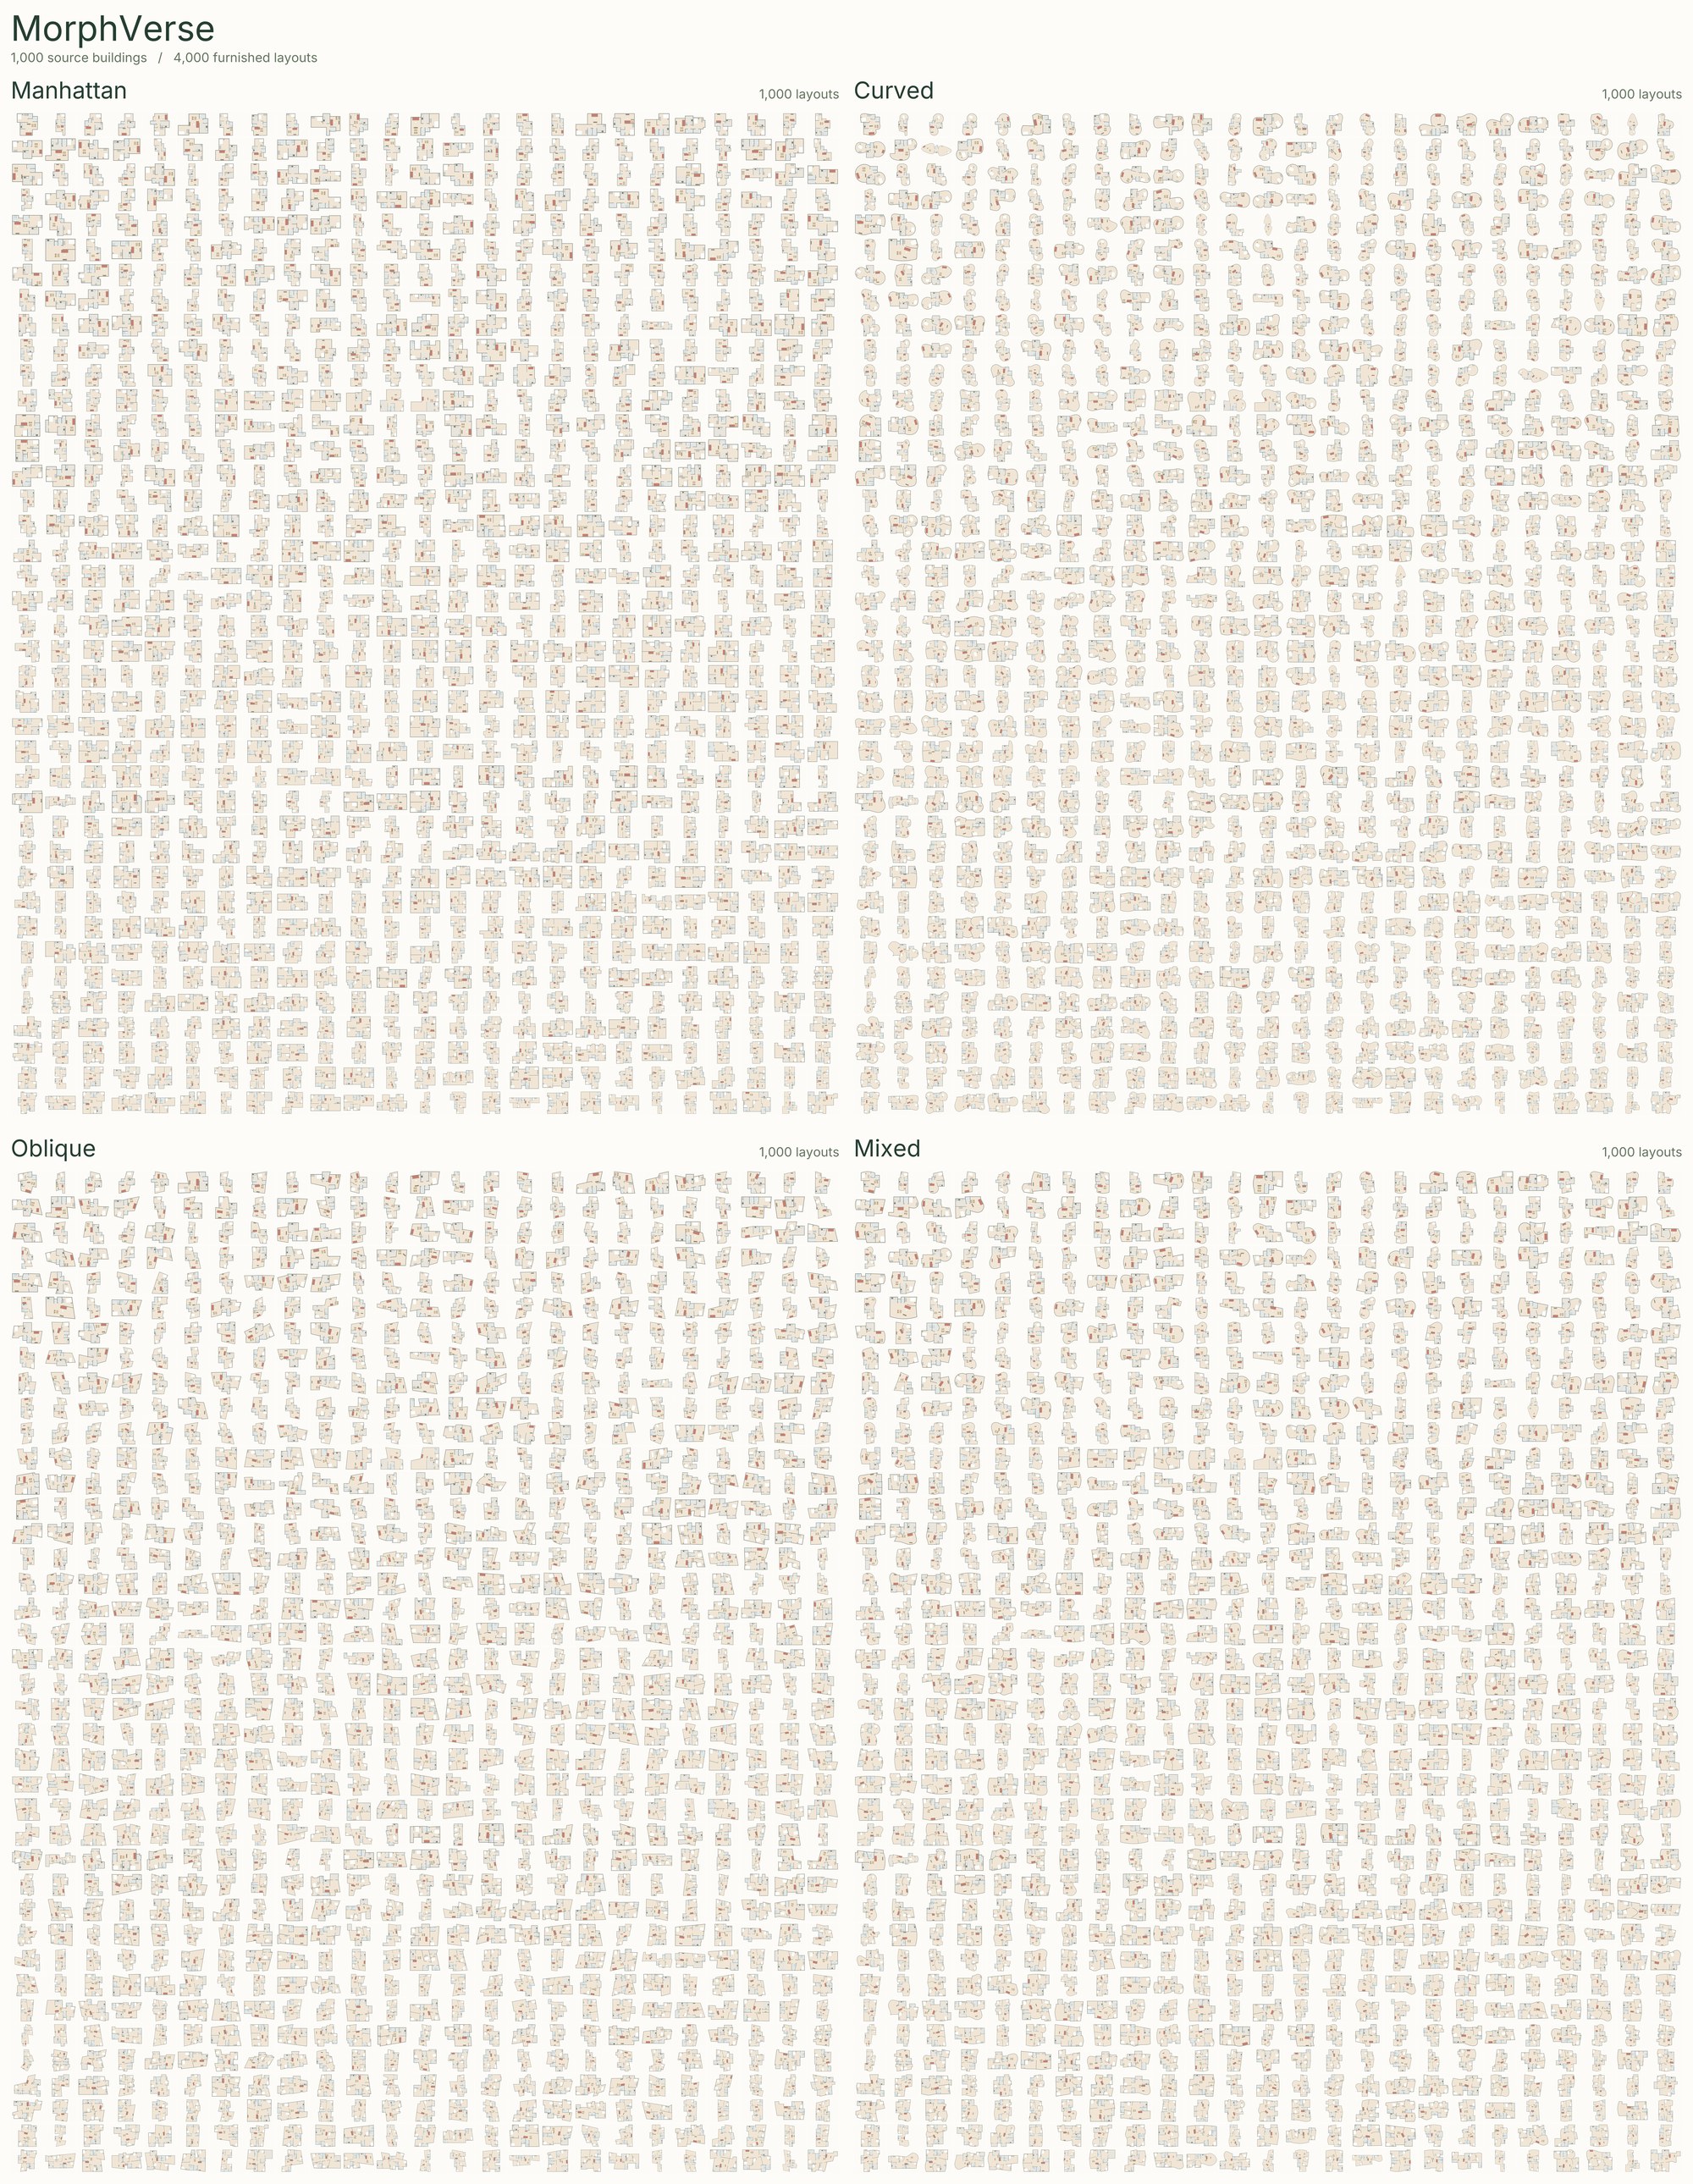 MorphVerse
1,000 source buildings / 4,000 furnished layouts
Manhattan
1,000 layouts
Curved
1,000 layouts
Oblique
1,000 layouts
Mixed
1,000 layouts